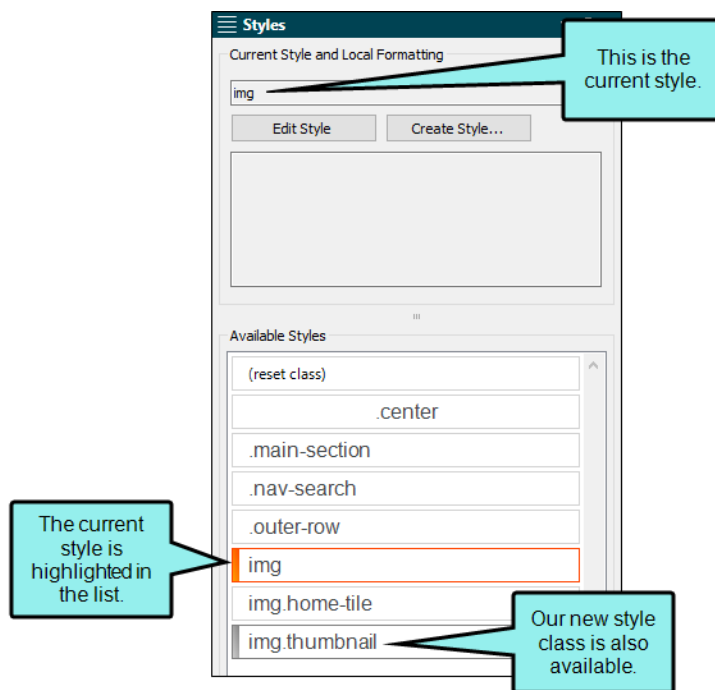 Styles
Current Style and Local Formatting
This is the
current style.
img
Edit Style
Create Style...
Available Styles
(reset class)
.center
.main-section
.nav-search
.outer-row
The current
style is
highlighted in
the list.
img
img.home-tile
img.thumbnail
Our new style
class is also
available.